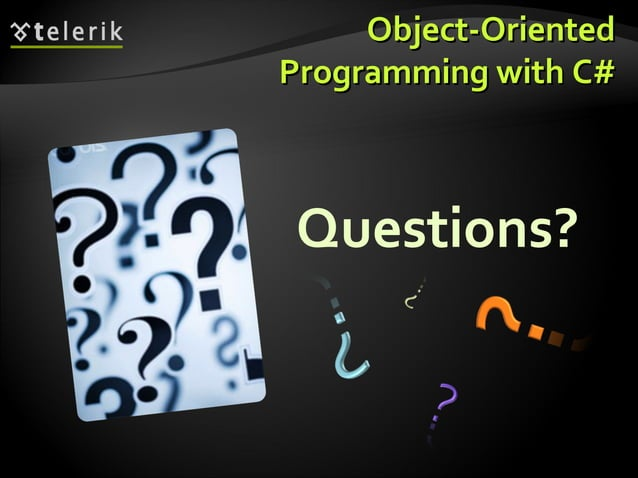 telerik
Object-Oriented
Programming with C#
Questions?